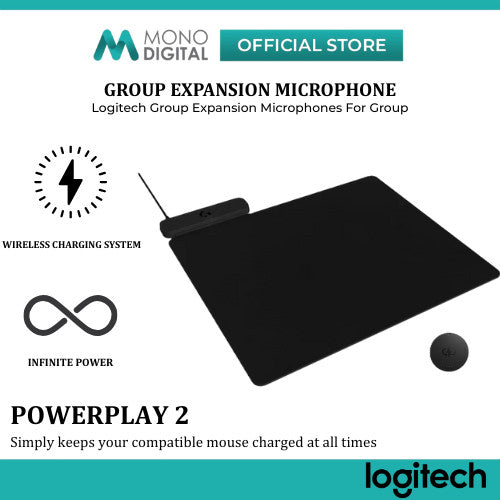 MONO
DIGITAL
OFFICIAL STORE
GROUP EXPANSION MICROPHONE
Logitech Group Expansion Microphones For Group
WIRELESS CHARGING SYSTEM
INFINITE POWER
POWERPLAY 2
Simply keeps your compatible mouse charged at all times
logitech